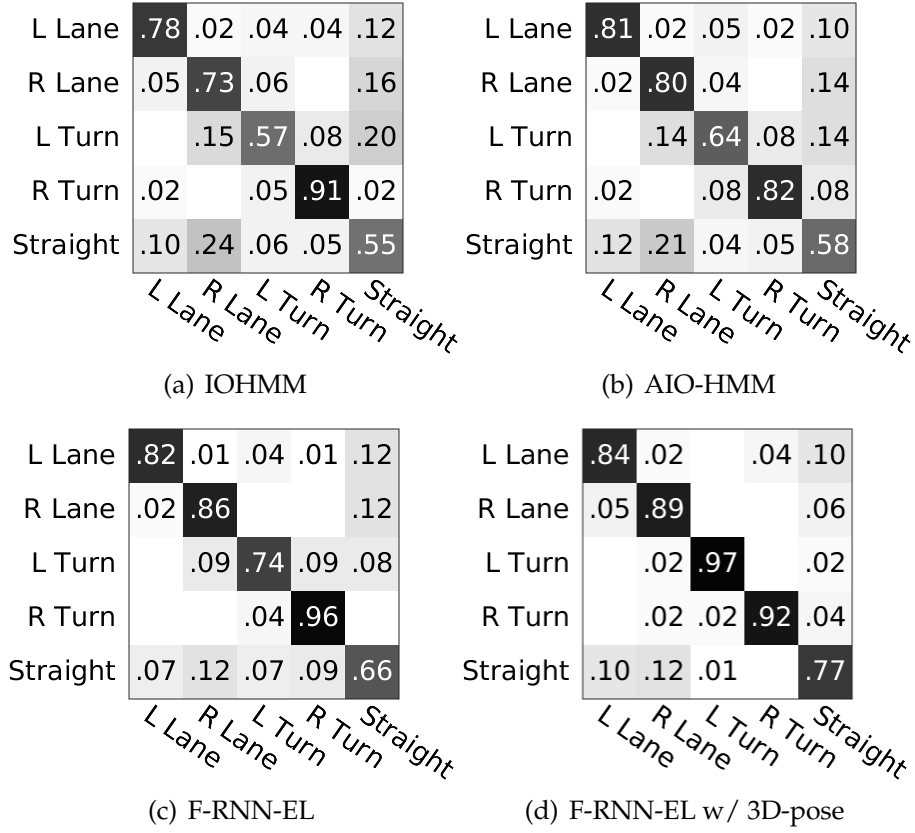 L Lane .78 .02 .04 .04 .12
R Lane .05 .73 .06 .16
L Turn .15 .57 .08 .20
R Turn .02 .05 .91 .02
Straight .10 .24 .06 .05 .55
L Lane R Lane L Turn R Turn Straight
(a) IOHMM
L Lane .81 .02 .05 .02 .10
R Lane .02 .80 .04 .14
L Turn .14 .64 .08 .14
R Turn .02 .08 .82 .08
Straight .12 .21 .04 .05 .58
L Lane R Lane L Turn R Turn Straight
(b) AIO-HMM
L Lane .82 .01 .04 .01 .12
R Lane .02 .86 .12
L Turn .09 .74 .09 .08
R Turn .04 .96
Straight .07 .12 .07 .09 .66
L Lane R Lane L Turn R Turn Straight
(c) F-RNN-EL
L Lane .84 .02 .04 .10
R Lane .05 .89 .06
L Turn .02 .97 .02
R Turn .02 .02 .92 .04
Straight .10 .12 .01 .77
L Lane R Lane L Turn R Turn Straight
(d) F-RNN-EL w/ 3D-pose